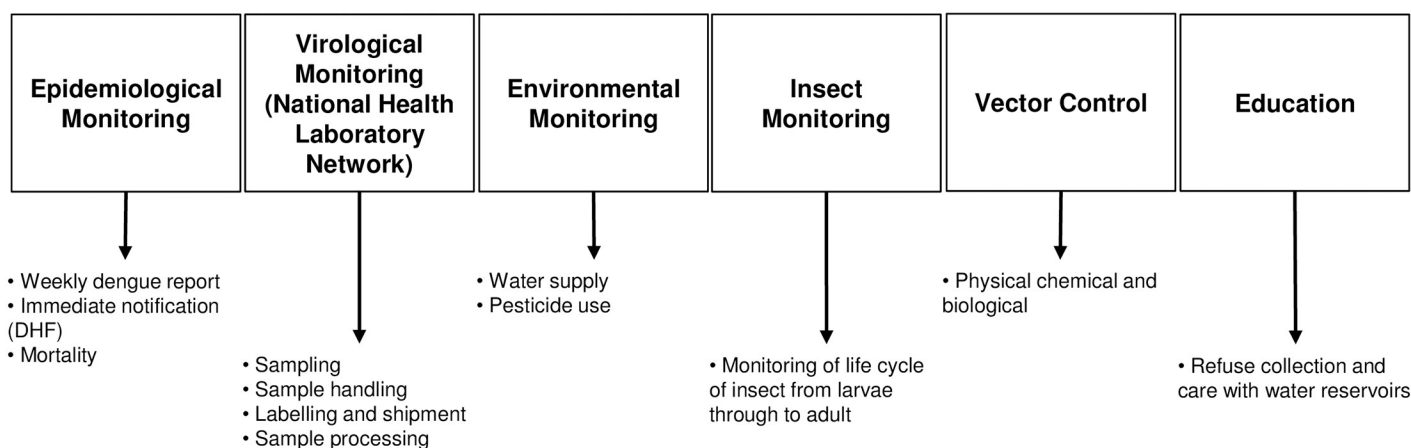 Epidemiological
Monitoring
Virological
Monitoring
(National Health
Laboratory
Network)
Environmental
Monitoring
Insect
Monitoring
Vector Control
Education
• Weekly dengue report
• Immediate notification
(DHF)
• Mortality
• Sampling
• Sample handling
• Labelling and shipment
• Sample processing
• Water supply
• Pesticide use
• Monitoring of life cycle
of insect from larvae
through to adult
• Physical chemical and
biological
• Refuse collection and
care with water reservoirs